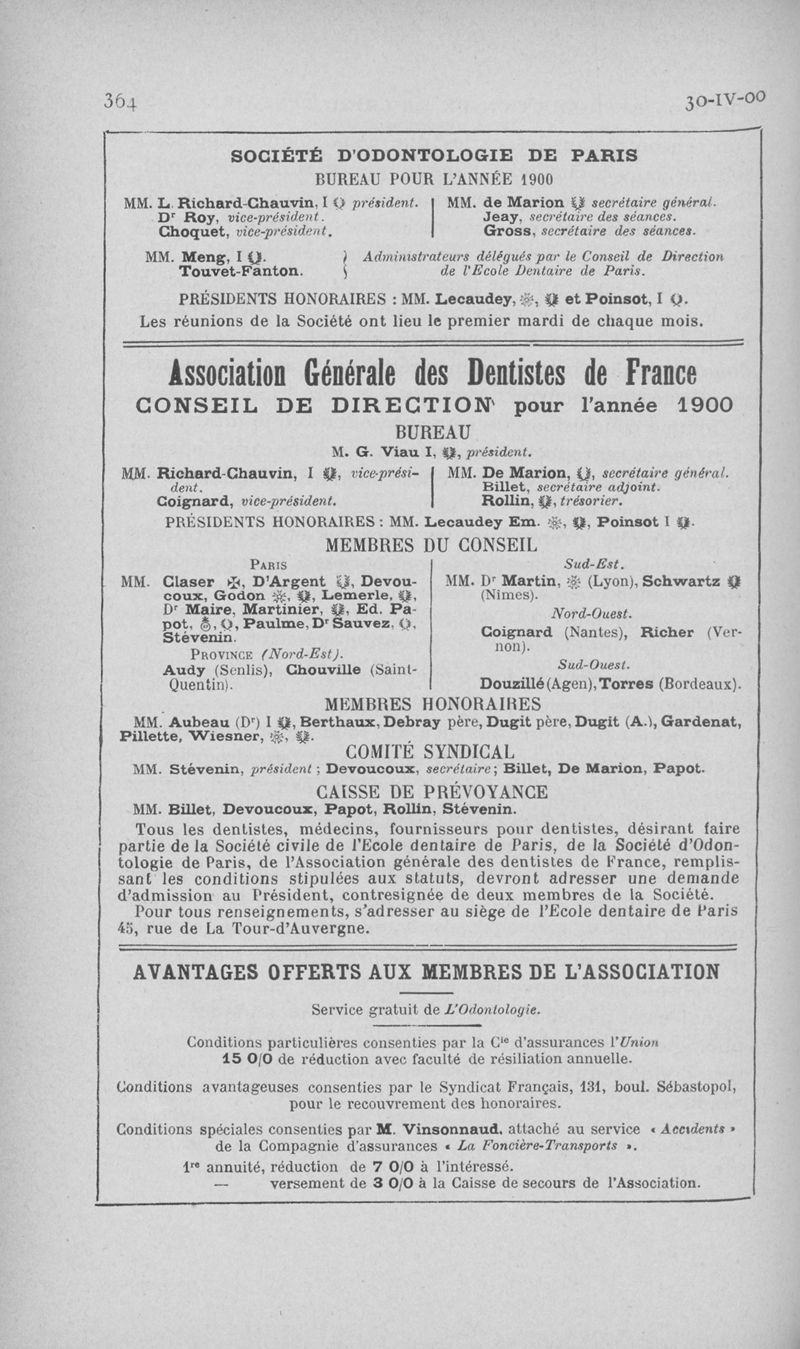 364
30-IV-00
SOCIÉTÉ D'ODONTOLOGIE DE PARIS
BUREAU POUR L'ANNÉE 1900
MM. L. Richard-Chauvin, I président.
Dr Roy, vice-président.
Choquet, vice-président.
MM. de Marion secrétaire général.
Jeay, secrétaire des séances.
Gross, secrétaire des séances.
MM. Meng, I
Touvet-Fanton.
Administrateurs délégués par le Conseil de Direction
de l'Ecole Dentaire de Paris.
PRÉSIDENTS HONORAIRES : MM. Lecaudey, et Poinsot, I
Les réunions de la Société ont lieu le premier mardi de chaque mois.
Association Générale des Dentistes de France
CONSEIL DE DIRECTION pour l'année 1900
BUREAU
M. G. Viau I, président.
MM. Richard-Chauvin, I vice-prési-
dent.
Coignard, vice-président.
MM. De Marion, secrétaire général.
Billet, secrétaire adjoint.
Rollin, trésorier.
PRÉSIDENTS HONORAIRES : MM. Lecaudey Em. Poinsot I
MEMBRES DU CONSEIL
PARIS
MM. Claser, D'Argent, Devou-
coux, Godon, Lemerle,
Dr Maire, Martinier, Ed. Pa-
pot, Paulme, Dr Sauvez,
Stévenin.
PROVINCE (Nord-Est).
Audy (Senlis), Chouville (Saint-
Quentin).
Sud-Est.
MM. Dr Martin, (Lyon), Schwartz
(Nimes).
Nord-Ouest.
Coignard (Nantes), Richer (Ver-
non).
Sud-Ouest.
Douzillé (Agen), Torres (Bordeaux).
MEMBRES HONORAIRES
MM. Aubeau (Dr) I, Berthaux, Debray père, Dugit père, Dugit (A.), Gardenat,
Pillette, Wiesner,
COMITÉ SYNDICAL
MM. Stévenin, président ; Devoucoux, secrétaire ; Billet, De Marion, Papot.
CAISSE DE PRÉVOYANCE
MM. Billet, Devoucoux, Papot, Rollin, Stévenin.
Tous les dentistes, médecins, fournisseurs pour dentistes, désirant faire
partie de la Société civile de l'Ecole dentaire de Paris, de la Société d'Odon-
tologie de Paris, de l'Association générale des dentistes de France, remplis-
sant les conditions stipulées aux statuts, devront adresser une demande
d'admission au Président, contresignée de deux membres de la Société.
Pour tous renseignements, s'adresser au siège de l'Ecole dentaire de Paris
45, rue de La Tour-d'Auvergne.
AVANTAGES OFFERTS AUX MEMBRES DE L'ASSOCIATION
Service gratuit de L'Odontologie.
Conditions particulières consenties par la Cie d'assurances l'Union
15 0/0 de réduction avec faculté de résiliation annuelle.
Conditions avantageuses consenties par le Syndicat Français, 131, boul. Sébastopol,
pour le recouvrement des honoraires.
Conditions spéciales consenties par M. Vinsonnaud, attaché au service « Accidents »
de la Compagnie d'assurances « La Foncière-Transports ».
1re annuité, réduction de 7 0/0 à l'intéressé.
— versement de 3 0/0 à la Caisse de secours de l'Association.